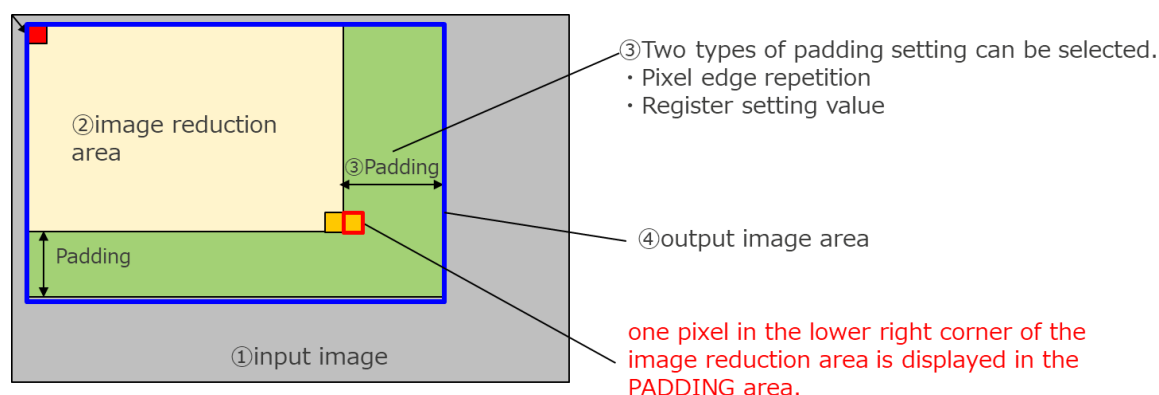 ③Two types of padding setting can be selected.
・Pixel edge repetition
・Register setting value
②image reduction
area
③Padding
④output image area
Padding
one pixel in the lower right corner of the
image reduction area is displayed in the
PADDING area.
①input image